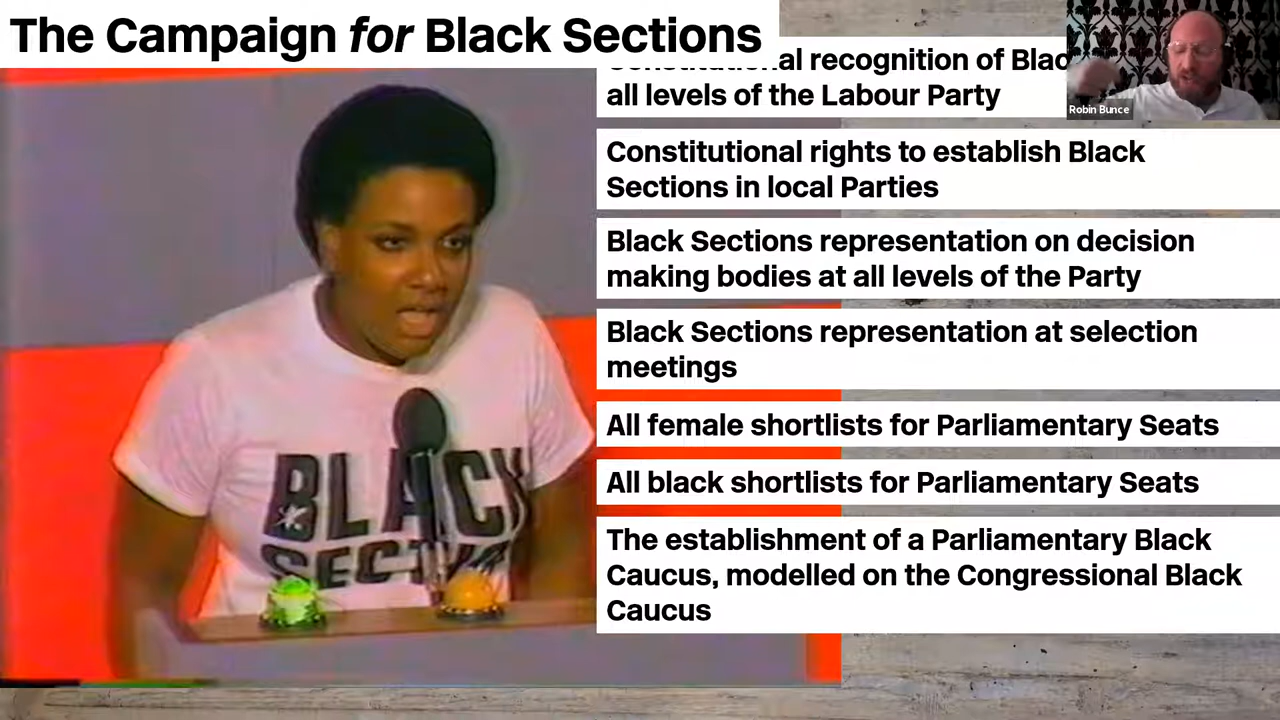 The Campaign for Black Sections
recognition of
all levels of the Labour Party
Robin Bunce
Constitutional rights to establish Black
Sections in local Parties
Black Sections representation on decision
making bodies at all levels of the Party
Black Sections representation at selection
meetings
All female shortlists for Parliamentary Seats
All black shortlists for Parliamentary Seats
The establishment of a Parliamentary Black
Caucus, modelled on the Congressional Black
Caucus
BLACK